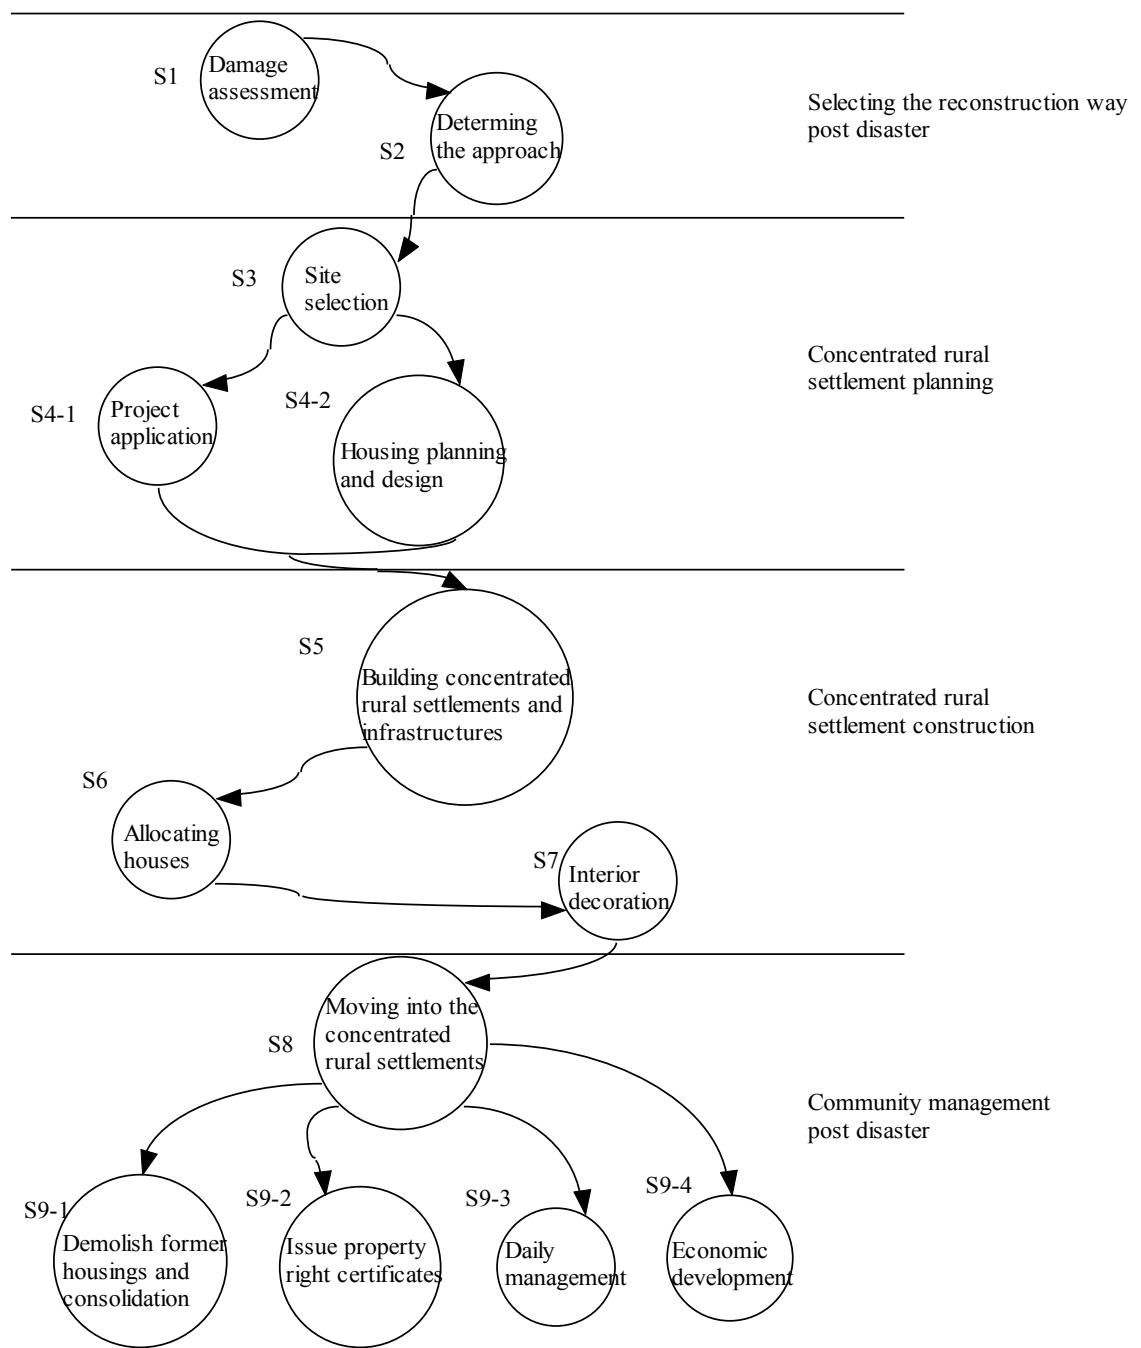 S1
Damage
assessment
S2
Determing
the approach
Selecting the reconstruction way
post disaster
S3
Site
selection
S4-1
Project
application
S4-2
Housing planning
and design
Concentrated rural
settlement planning
S5
Building concentrated
rural settlements and
infrastructures
Concentrated rural
settlement construction
S6
Allocating
houses
S7
Interior
decoration
S8
Moving into the
concentrated
rural settlements
Community management
post disaster
S9-1
Demolish former
housings and
consolidation
S9-2
Issue property
right certificates
S9-3
Daily
management
S9-4
Economic
development